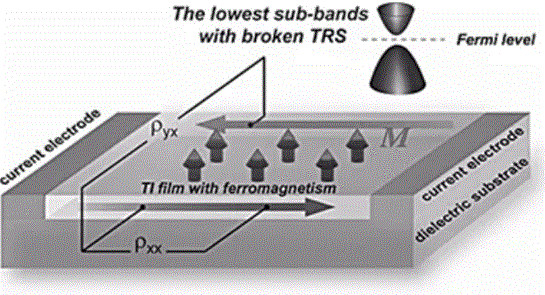 The lowest sub-bands
with broken TRS
Fermi level
current electrode
ρyx
M
TI film with ferromagnetism
current electrode
dielectric substrate
ρxx